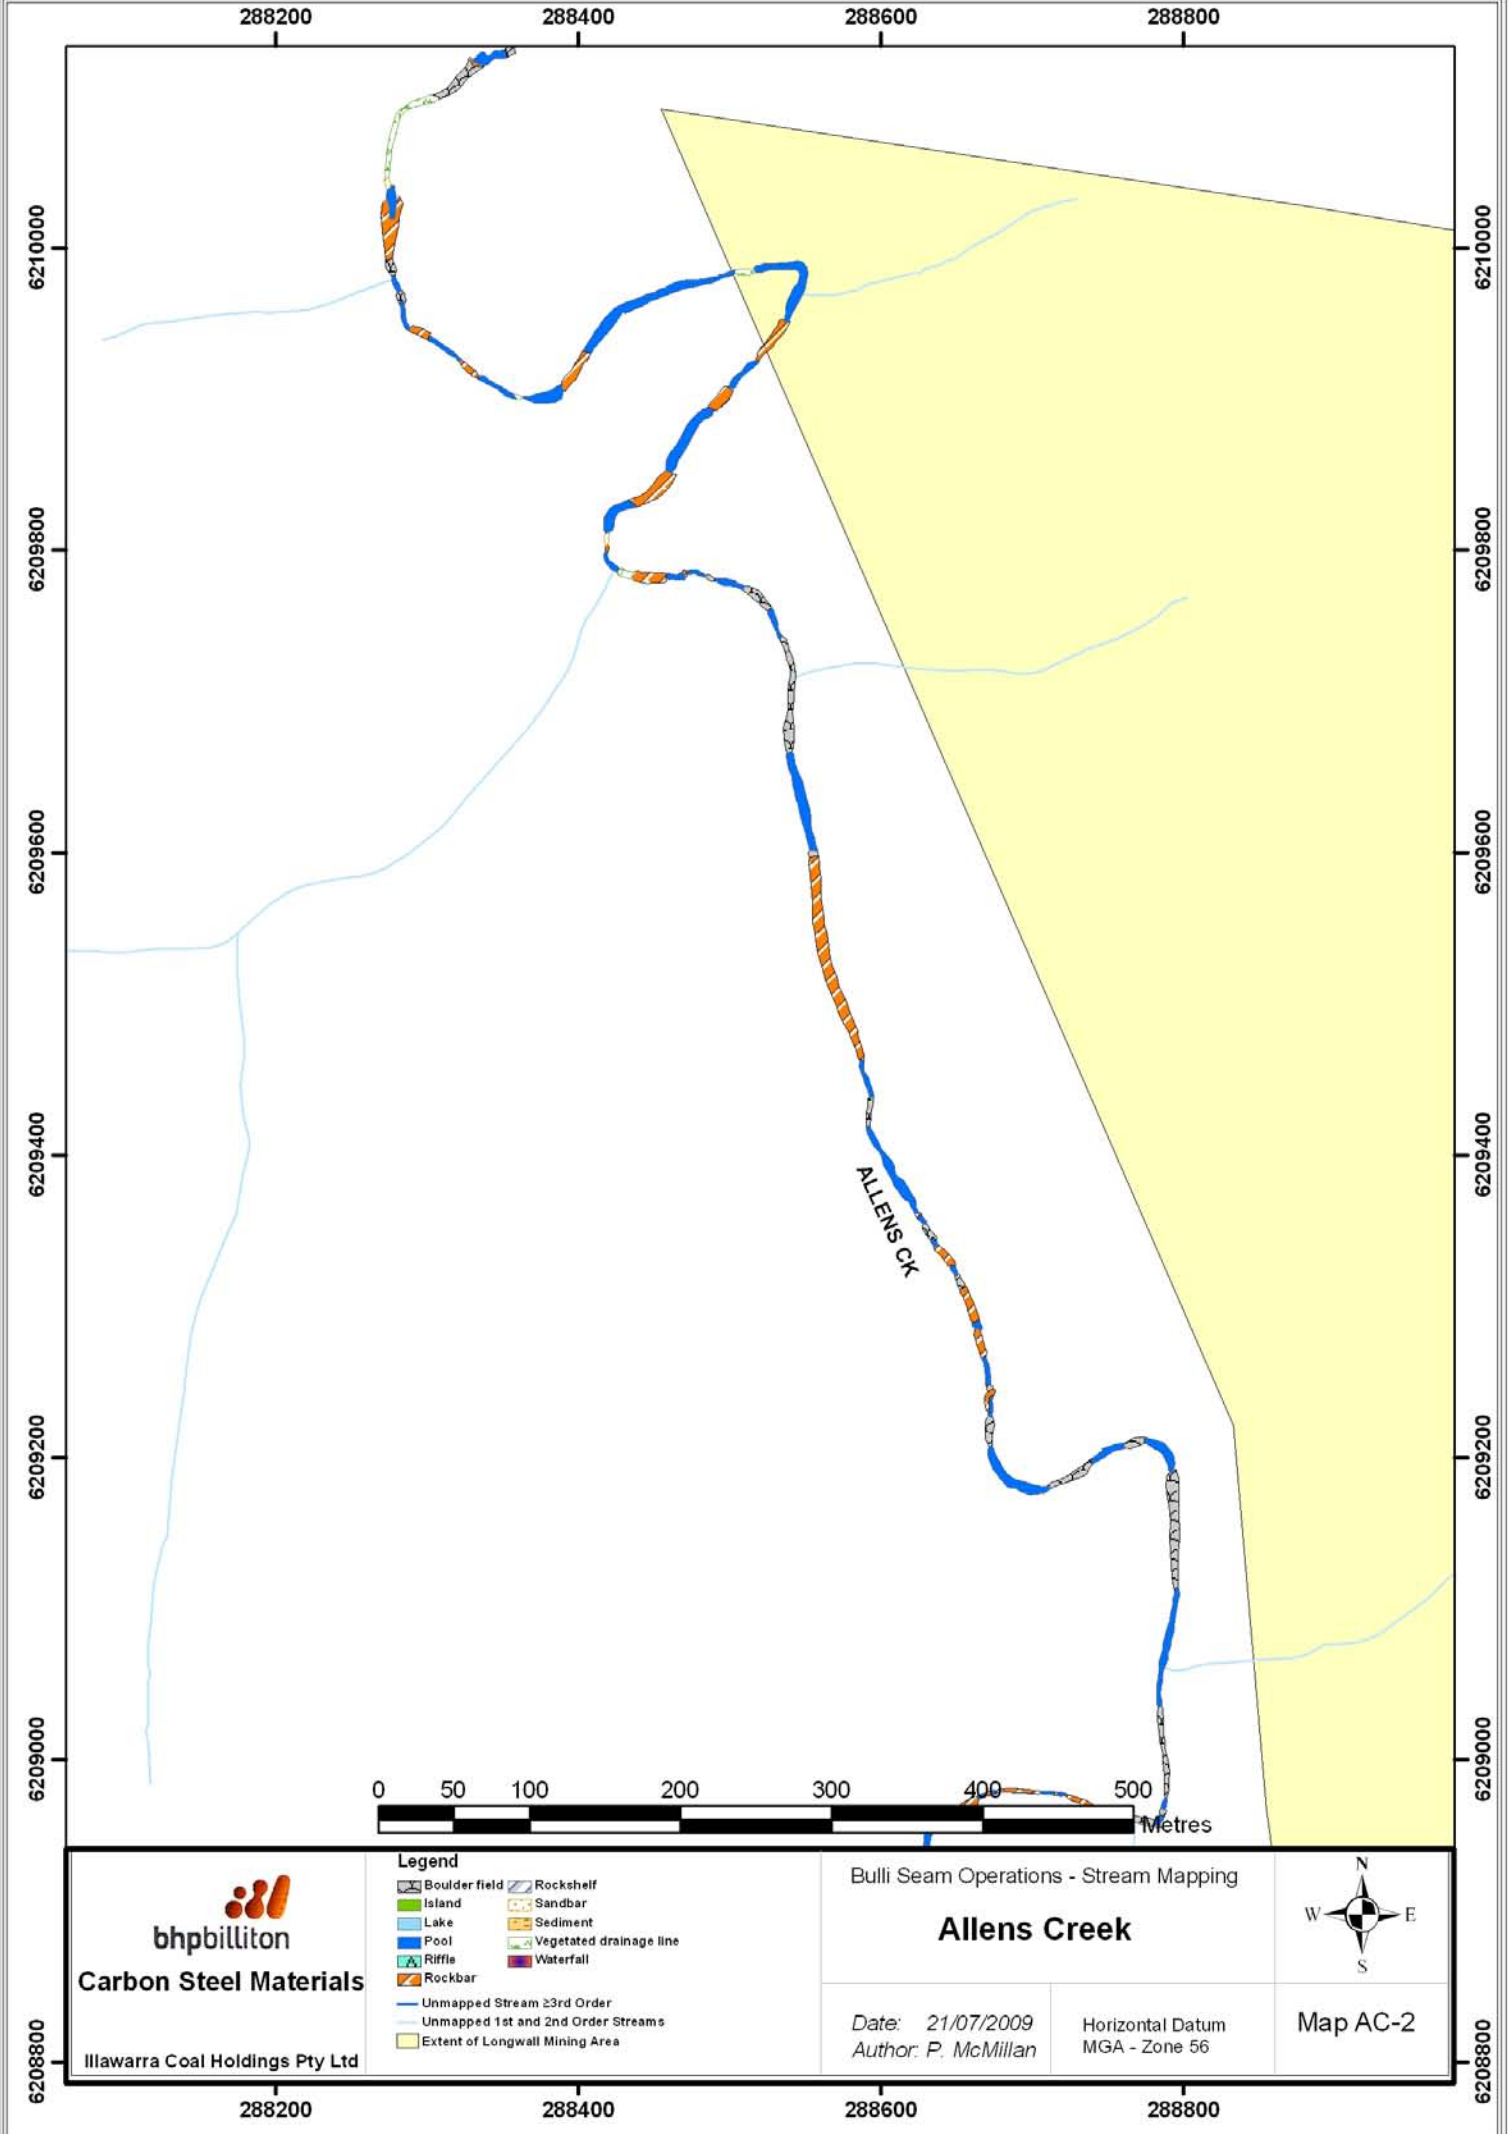 288200 288400 288600 288800
6210000 6210000
6209800 6209800
6209600 6209600
6209400 6209400
ALLENS CK
6209200 6209200
6209000 6209000
0 50 100 200 300 400 500
Metres
bhpbilliton
Carbon Steel Materials
Illawarra Coal Holdings Pty Ltd
Legend
Boulder field Rockshelf
Island Sandbar
Lake Sediment
Pool Vegetated drainage line
Riffle Waterfall
Rockbar
Unmapped Stream ≥3rd Order
Unmapped 1st and 2nd Order Streams
Extent of Longwall Mining Area
Bulli Seam Operations - Stream Mapping
Allens Creek
Date: 21/07/2009
Author: P. McMillan
Horizontal Datum
MGA - Zone 56
N
W E
S
Map AC-2
6208800 6208800
288200 288400 288600 288800